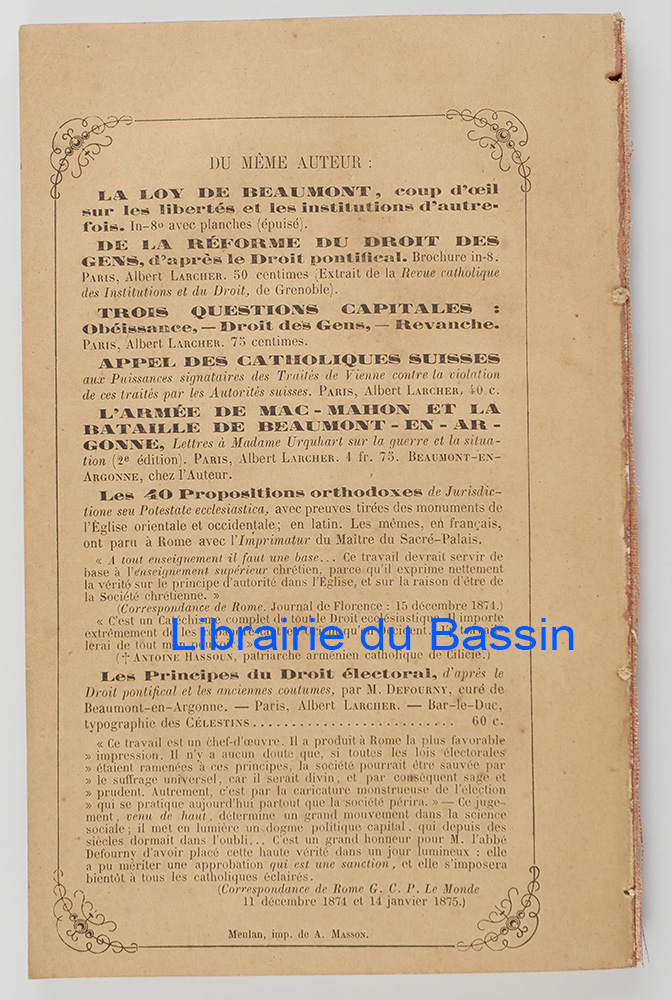 DU MÊME AUTEUR :
LA LOY DE BEAUMONT, coup d'œil
sur les libertés et les institutions d'autre-
fois. In-8º avec planches (épuisé).
DE LA RÉFORME DU DROIT DES
GENS, d'après le Droit pontifical. Brochure in-8.
PARIS, Albert LARCHER. 50 centimes (Extrait de la Revue catholique
des Institutions et du Droit, de Grenoble).
TROIS QUESTIONS CAPITALES :
Obéissance, — Droit des Gens, — Revanche.
PARIS, Albert LARCHER. 75 centimes.
APPEL DES CATHOLIQUES SUISSES
aux Puissances signataires des Traités de Vienne contre la violation
de ces traités par les Autorités suisses. PARIS, Albert LARCHER. 40 c.
L'ARMÉE DE MAC-MAHON ET LA
BATAILLE DE BEAUMONT-EN-AR-
GONNE, Lettres à Madame Urquhart sur la guerre et la situa-
tion (2e édition). PARIS, Albert LARCHER. 1 fr. 75. BEAUMONT-EN-
ARGONNE, chez l'Auteur.
Les 40 Propositions orthodoxes de Jurisdic-
tione seu Potestate ecclesiastica, avec preuves tirées des monuments de
l'Église orientale et occidentale; en latin. Les mêmes, en français,
ont paru à Rome avec l'Imprimatur du Maître du Sacré-Palais.
« A tout enseignement il faut une base... Ce travail devrait servir de
base à l'enseignement supérieur chrétien, parce qu'il exprime nettement
la vérité sur le principe d'autorité dans l'Église, et sur la raison d'être de
la Société chrétienne. »
(Correspondance de Rome. Journal de Florence : 15 décembre 1874.)
« C'est un Catéchisme complet de tout le Droit ecclésiastique. Il importe
extrêmement de les
lerai de tout
Librairie du Bassin
(† ANTOINE HASSOUN, patriarche arménien catholique de Cilicie.)
Les Principes du Droit électoral, d'après le
Droit pontifical et les anciennes coutumes, par M. DEFOURNY, curé de
Beaumont-en-Argonne. — Paris, Albert LARCHER. — Bar-le-Duc,
typographie des CÉLESTINS . . . . . . . . . . . . . . . . . . . . . . . . 60 c.
« Ce travail est un chef-d'œuvre. Il a produit à Rome la plus favorable
» impression. Il n'y a aucun doute que, si toutes les lois électorales
» étaient ramenées à ces principes, la société pourrait être sauvée par
» le suffrage universel, car il serait divin, et par conséquent sage et
» prudent. Autrement, c'est par la caricature monstrueuse de l'élection
» qui se pratique aujourd'hui partout que la société périra. » — Ce juge-
ment, venu de haut, détermine un grand mouvement dans la science
sociale; il met en lumière un dogme politique capital, qui depuis des
siècles dormait dans l'oubli... C'est un grand honneur pour M. l'abbé
Defourny d'avoir placé cette haute vérité dans un jour lumineux : elle
a pu mériter une approbation qui est une sanction, et elle s'imposera
bientôt à tous les catholiques éclairés.
(Correspondance de Rome G. C. P. Le Monde
11 décembre 1874 et 14 janvier 1875.)
Meulan, imp. de A. MASSON.